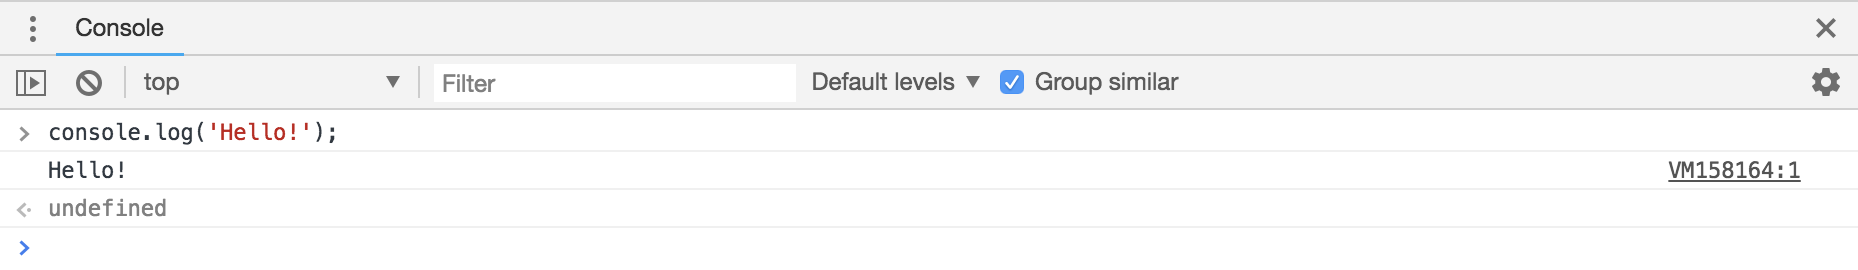 Console
top Filter Default levels Group similar
console.log('Hello!');
Hello! VM158164:1
undefined